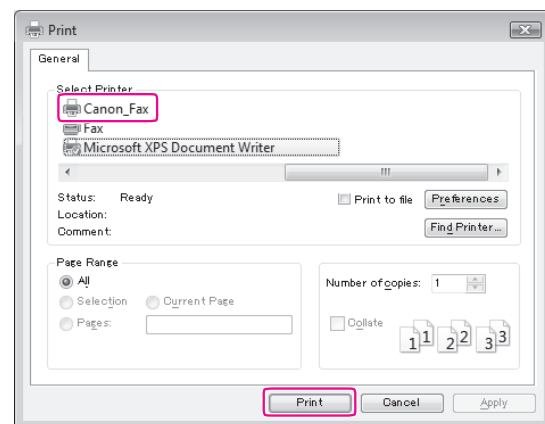 Print
General
Select Printer
Canon_Fax
Fax
Microsoft XPS Document Writer
Status: Ready
Print to file
Preferences
Location:
Comment:
Find Printer...
Page Range
All
Selection Current Page
Pages:
Number of copies: 1
Collate
1 1 2 2 3 3
Print Cancel Apply